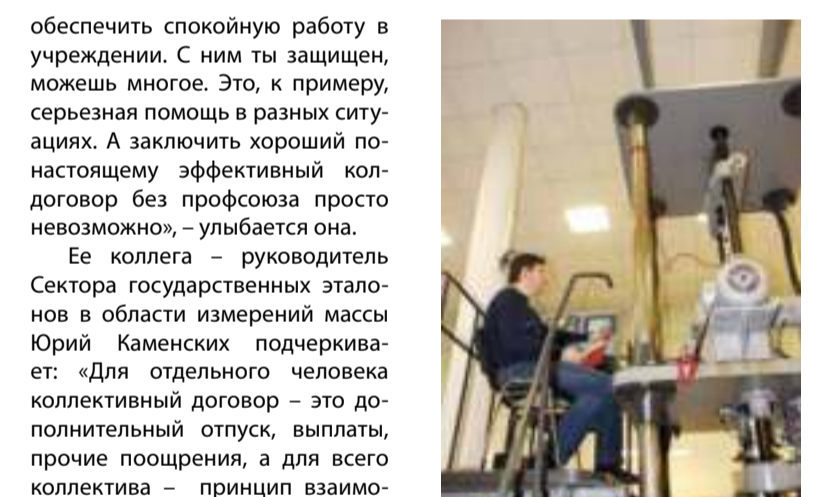 обеспечить спокойную работу в
учреждении. С ним ты защищен,
можешь многое. Это, к примеру,
серьезная помощь в разных ситу-
ациях. А заключить хороший по-
настоящему эффективный кол-
договор без профсоюза просто
невозможно», – улыбается она.
Ее коллега – руководитель
Сектора государственных этало-
нов в области измерений массы
Юрий Каменских подчеркива-
ет: «Для отдельного человека
коллективный договор – это до-
полнительный отпуск, выплаты,
прочие поощрения, а для всего
коллектива – принцип взаимо-